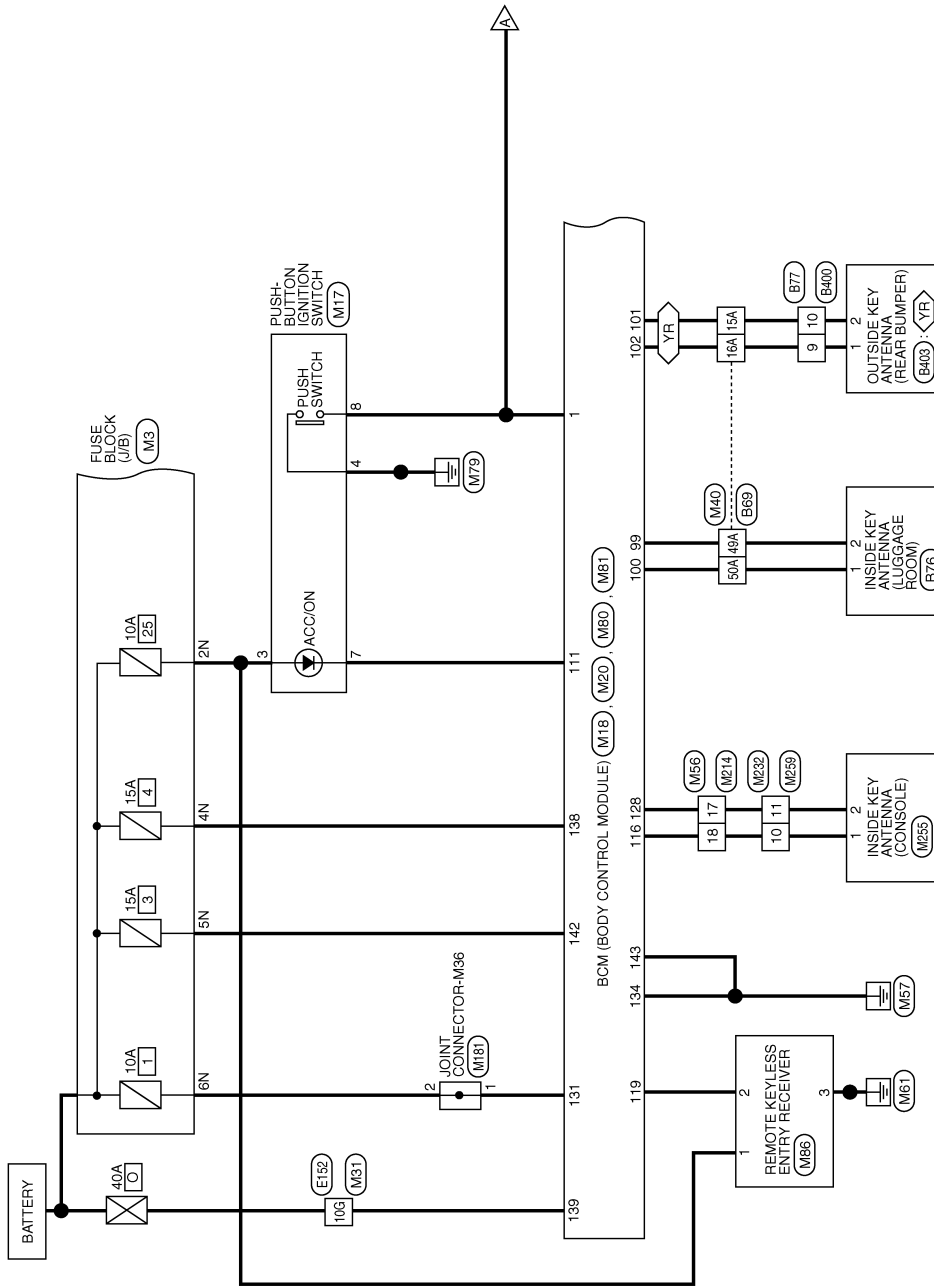 BATTERY
40A
O
E152
M31
10G
139
FUSE
BLOCK
(J/B)
M3
10A
1
6N
15A
3
5N
15A
4
4N
10A
25
2N
JOINT
CONNECTOR-M36
M181
2
1
131
142
138
PUSH-
BUTTON
IGNITION
SWITCH
M17
3
ACC/ON
7
111
PUSH
SWITCH
4
8
M79
1
A
BCM (BODY CONTROL MODULE) M18 , M20 , M80 , M81
119
134
143
116
128
100
99
102
101
1
2
REMOTE KEYLESS
ENTRY RECEIVER
M86
3
M61
M57
18
17
M56
M214
10
11
M232
M259
1
2
INSIDE KEY
ANTENNA
(CONSOLE)
M255
50A
49A
M40
B69
1
2
INSIDE KEY
ANTENNA
(LUGGAGE
ROOM)
B76
YR
16A
15A
9
10
B77
B400
1
2
OUTSIDE KEY
ANTENNA
(REAR BUMPER)
B403 : YR